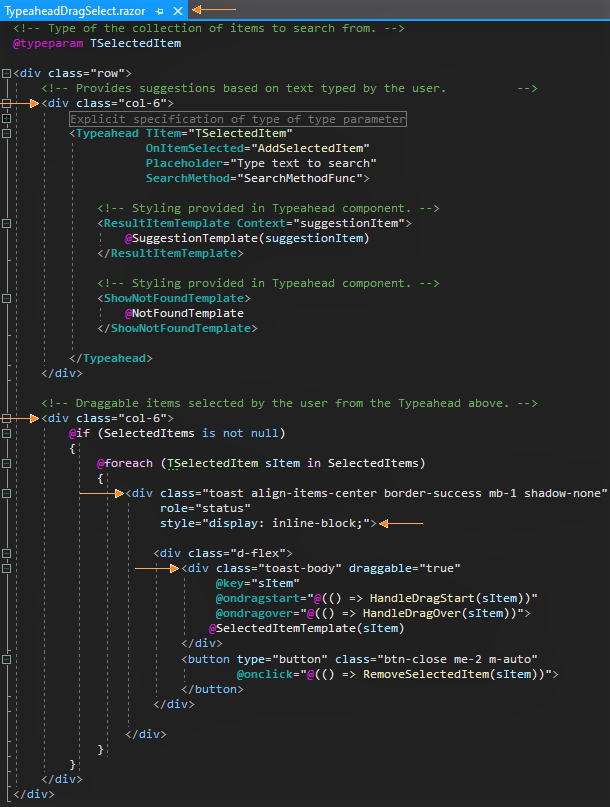 TypeaheadDragSelect.razor
<!-- Type of the collection of items to search from. -->
@typeparam TSelectedItem
<div class="row">
<!-- Provides suggestions based on text typed by the user. -->
<div class="col-6">
Explicit specification of type of type parameter
<Typeahead TItem="TSelectedItem"
OnItemSelected="AddSelectedItem"
Placeholder="Type text to search"
SearchMethod="SearchMethodFunc">
<!-- Styling provided in Typeahead component. -->
<ResultItemTemplate Context="suggestionItem">
@SuggestionTemplate(suggestionItem)
</ResultItemTemplate>
<!-- Styling provided in Typeahead component. -->
<ShowNotFoundTemplate>
@NotFoundTemplate
</ShowNotFoundTemplate>
</Typeahead>
</div>
<!-- Draggable items selected by the user from the Typeahead above. -->
<div class="col-6">
@if (SelectedItems is not null)
{
@foreach (TSelectedItem sItem in SelectedItems)
{
<div class="toast align-items-center border-success mb-1 shadow-none"
role="status"
style="display: inline-block;">
<div class="d-flex">
<div class="toast-body" draggable="true"
@key="sItem"
@ondragstart="@(() => HandleDragStart(sItem))"
@ondragover="@(() => HandleDragOver(sItem))">
@SelectedItemTemplate(sItem)
</div>
<button type="button" class="btn-close me-2 m-auto"
@onclick="@(() => RemoveSelectedItem(sItem))">
</button>
</div>
</div>
}
}
</div>
</div>